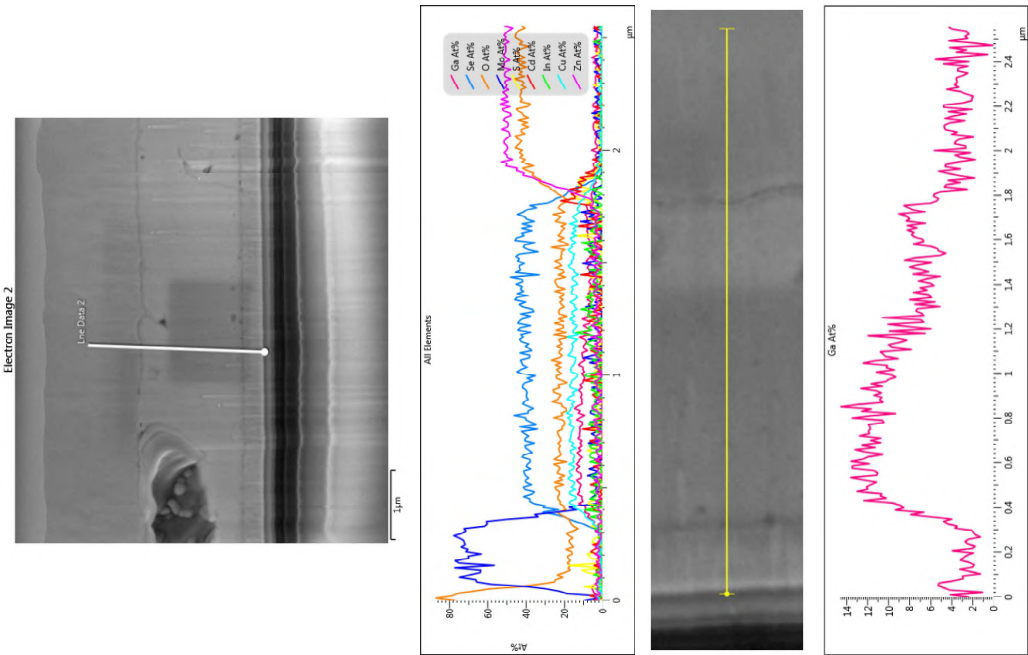 Electron Image 2
Line Data 2
1µm
All Elements
Ga At%
Se At%
O At%
Mo At%
S At%
Cd At%
In At%
Cu At%
Zn At%
At%
80
60
40
20
0
0
1
2
µm
Ga At%
14
12
10
8
6
4
2
0
0
0.2
0.4
0.6
0.8
1
1.2
1.4
1.6
1.8
2
2.2
2.4
µm